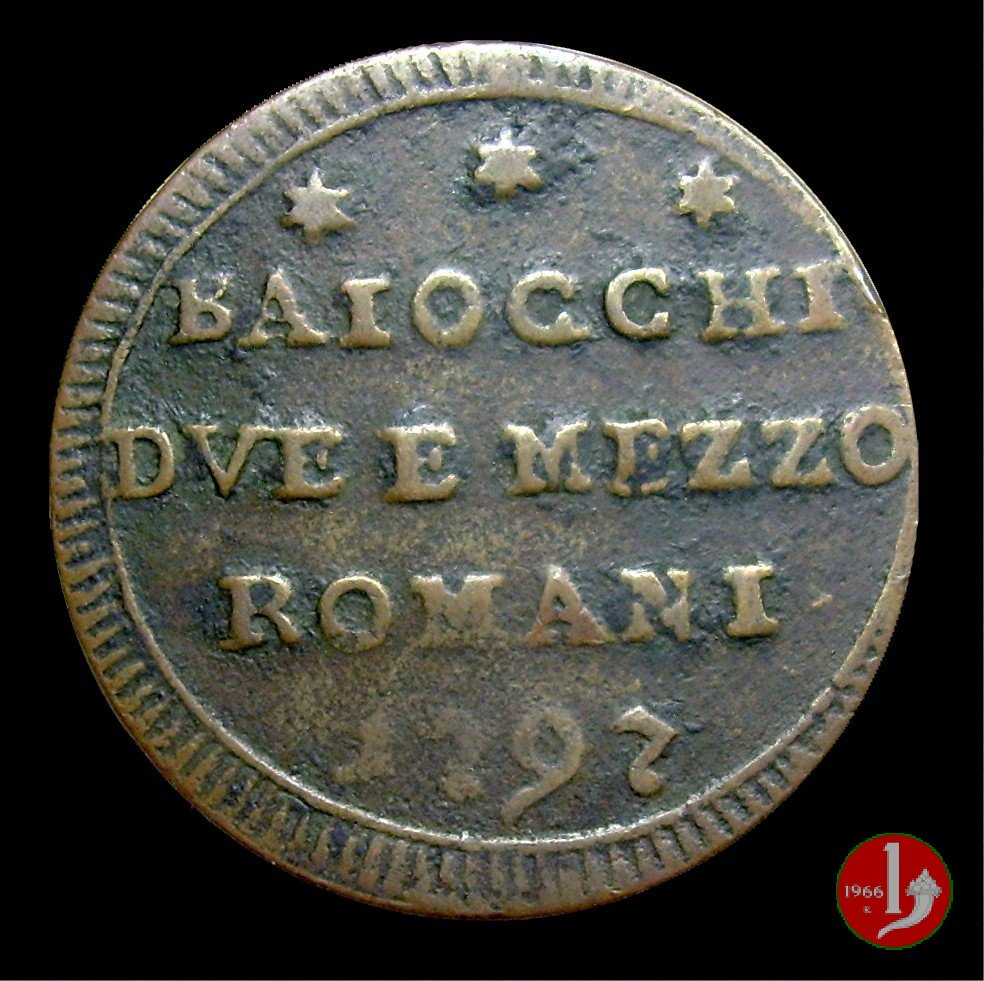 BAIOCCHI
DVE E MEZZO
ROMANI
1797
1966
R